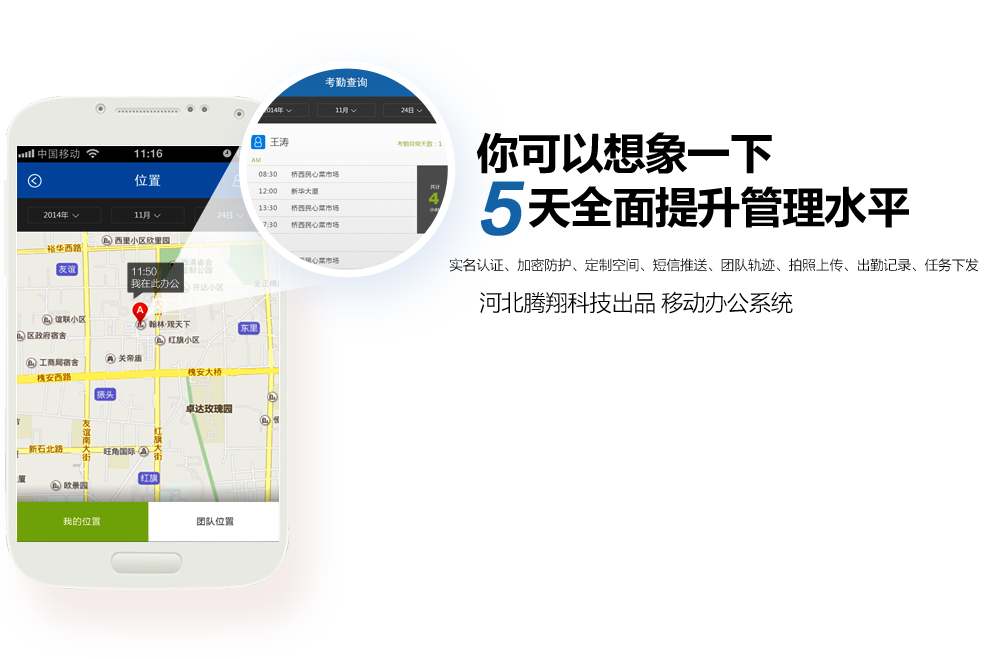 考勤查询
2014年
11月
24日
王涛
考勤异常天数：1
AM
08:30 桥西民心菜市场
12:00 新华大厦
13:30 桥西民心菜市场
17:30 桥西民心菜市场
桥西民心菜市场
共计
4
中国移动
11:16
位置
2014年
11月
24日
西里小区欣里园
裕华西路
友谊
11:50
我在此办公
开达小区
A
谊联小区
翰林·观天下
东里
区政府宿舍
红旗小区
工商局宿舍
关帝庙
槐安西路
槐安大桥
振头
卓达玫瑰园
友谊南大街
红旗大街
新石北路
旺角国际
红旗
欧景园
我的位置
团队位置
你可以想象一下
5天全面提升管理水平
实名认证、加密防护、定制空间、短信推送、团队轨迹、拍照上传、出勤记录、任务下发
河北腾翔科技出品 移动办公系统